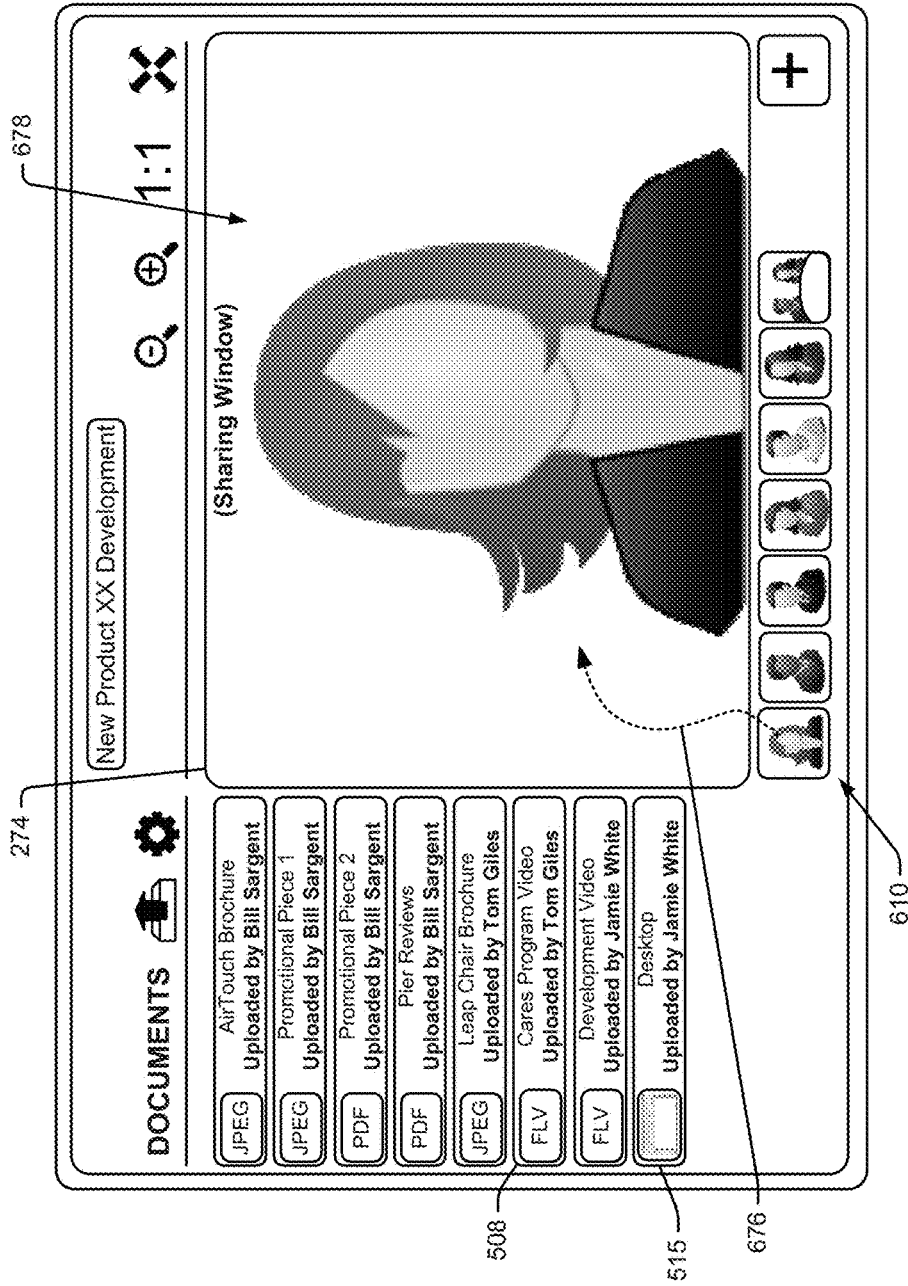 274
678
New Product XX Development
DOCUMENTS
1:1
(Sharing Window)
JPEG
AirTouch Brochure
Uploaded by Bill Sargent
JPEG
Promotional Piece 1
Uploaded by Bill Sargent
PDF
Promotional Piece 2
Uploaded by Bill Sargent
PDF
Pier Reviews
Uploaded by Bill Sargent
JPEG
Leap Chair Brochure
Uploaded by Tom Giles
FLV
Cares Program Video
Uploaded by Tom Giles
FLV
Development Video
Uploaded by Jamie White
Desktop
Uploaded by Jamie White
508
515
676
610